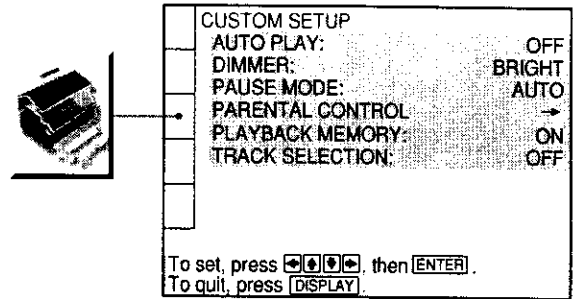 CUSTOM SETUP
AUTO PLAY: OFF
DIMMER: BRIGHT
PAUSE MODE: AUTO
PARENTAL CONTROL →
PLAYBACK MEMORY: ON
TRACK SELECTION: OFF
To set, press ←↑↓→, then ENTER.
To quit, press DISPLAY.